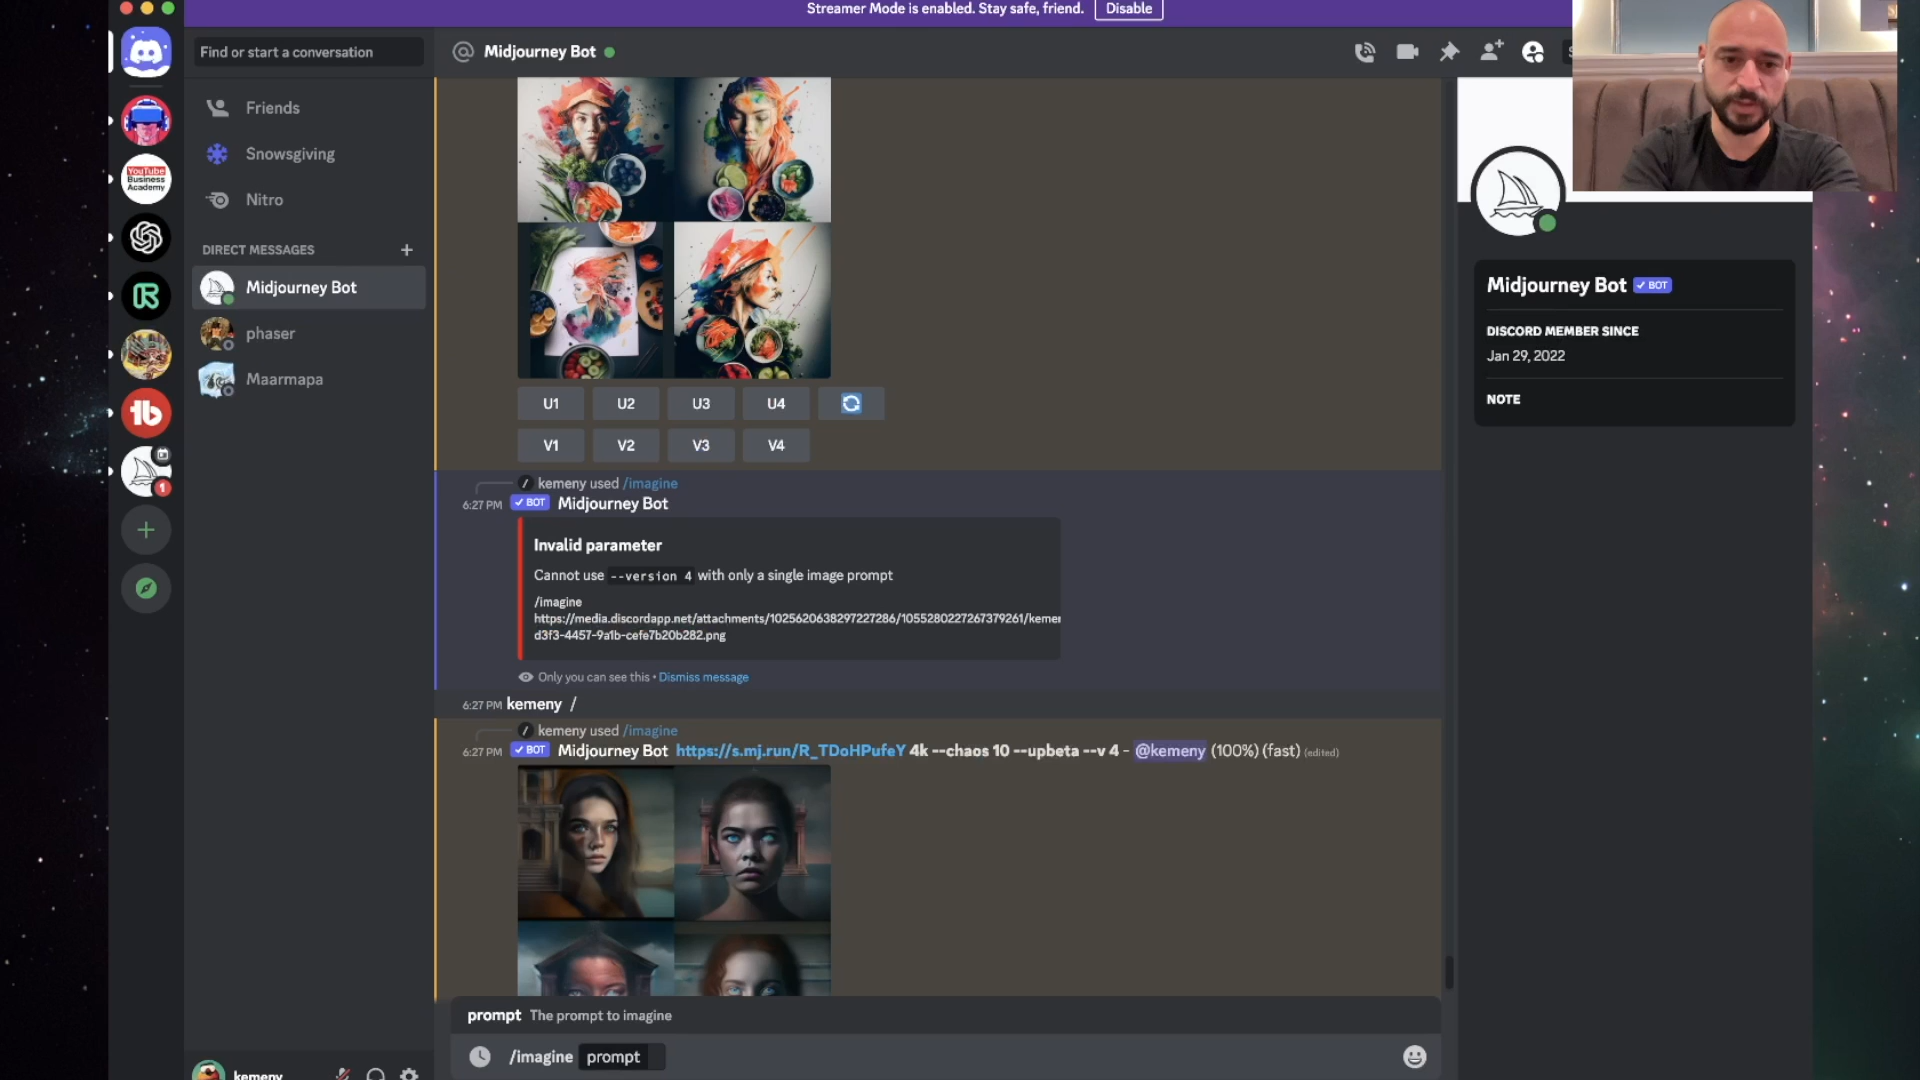 Streamer Mode is enabled. Stay safe, friend. Disable
Find or start a conversation
Midjourney Bot
Friends
Snowsgiving
Nitro
DIRECT MESSAGES +
Midjourney Bot
phaser
Maarmapa
YouTube
Business
Academy
1
U1 U2 U3 U4
V1 V2 V3 V4
/ kemeny used /imagine
6:27 PM ✓ BOT Midjourney Bot
Invalid parameter
Cannot use --version 4 with only a single image prompt
/imagine
https://media.discordapp.net/attachments/1025620638297227286/1055280227267379261/kemen
d3f3-4457-9a1b-cefe7b20b282.png
Only you can see this • Dismiss message
6:27 PM kemeny /
/ kemeny used /imagine
6:27 PM ✓ BOT Midjourney Bot https://s.mj.run/R_TDoHPufeY 4k --chaos 10 --upbeta --v 4 - @kemeny (100%) (fast) (edited)
prompt The prompt to imagine
/imagine prompt
kemeny
Midjourney Bot ✓ BOT
DISCORD MEMBER SINCE
Jan 29, 2022
NOTE